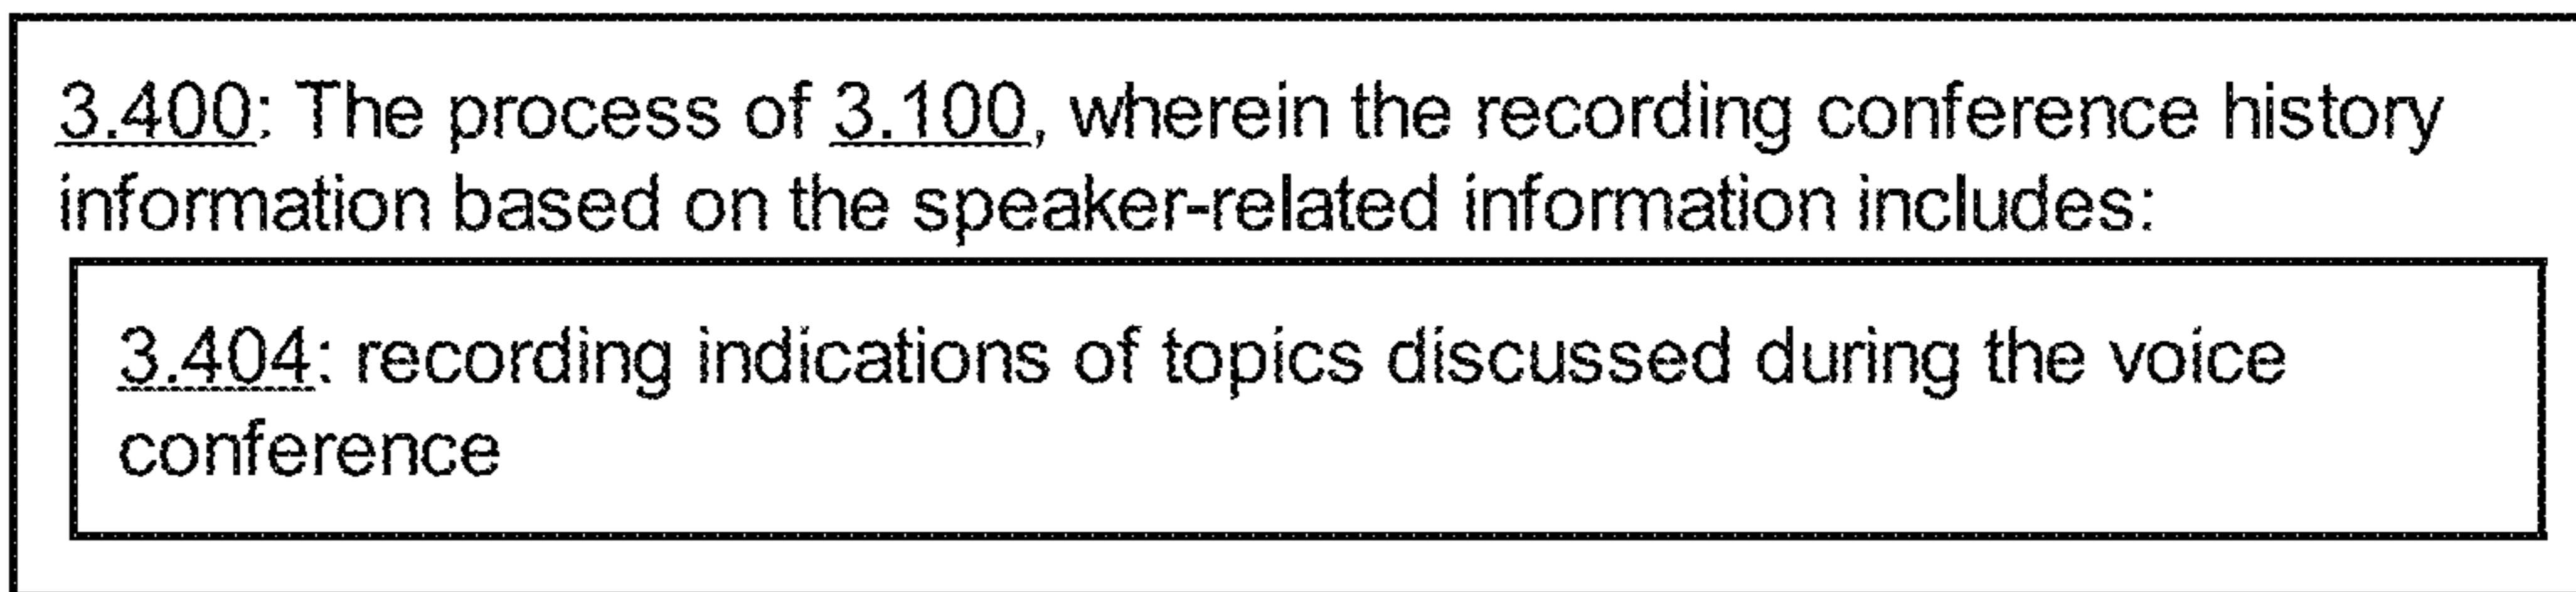 3.400: The process of 3.100, wherein the recording conference history
information based on the speaker-related information includes:
3.404: recording indications of topics discussed during the voice
conference